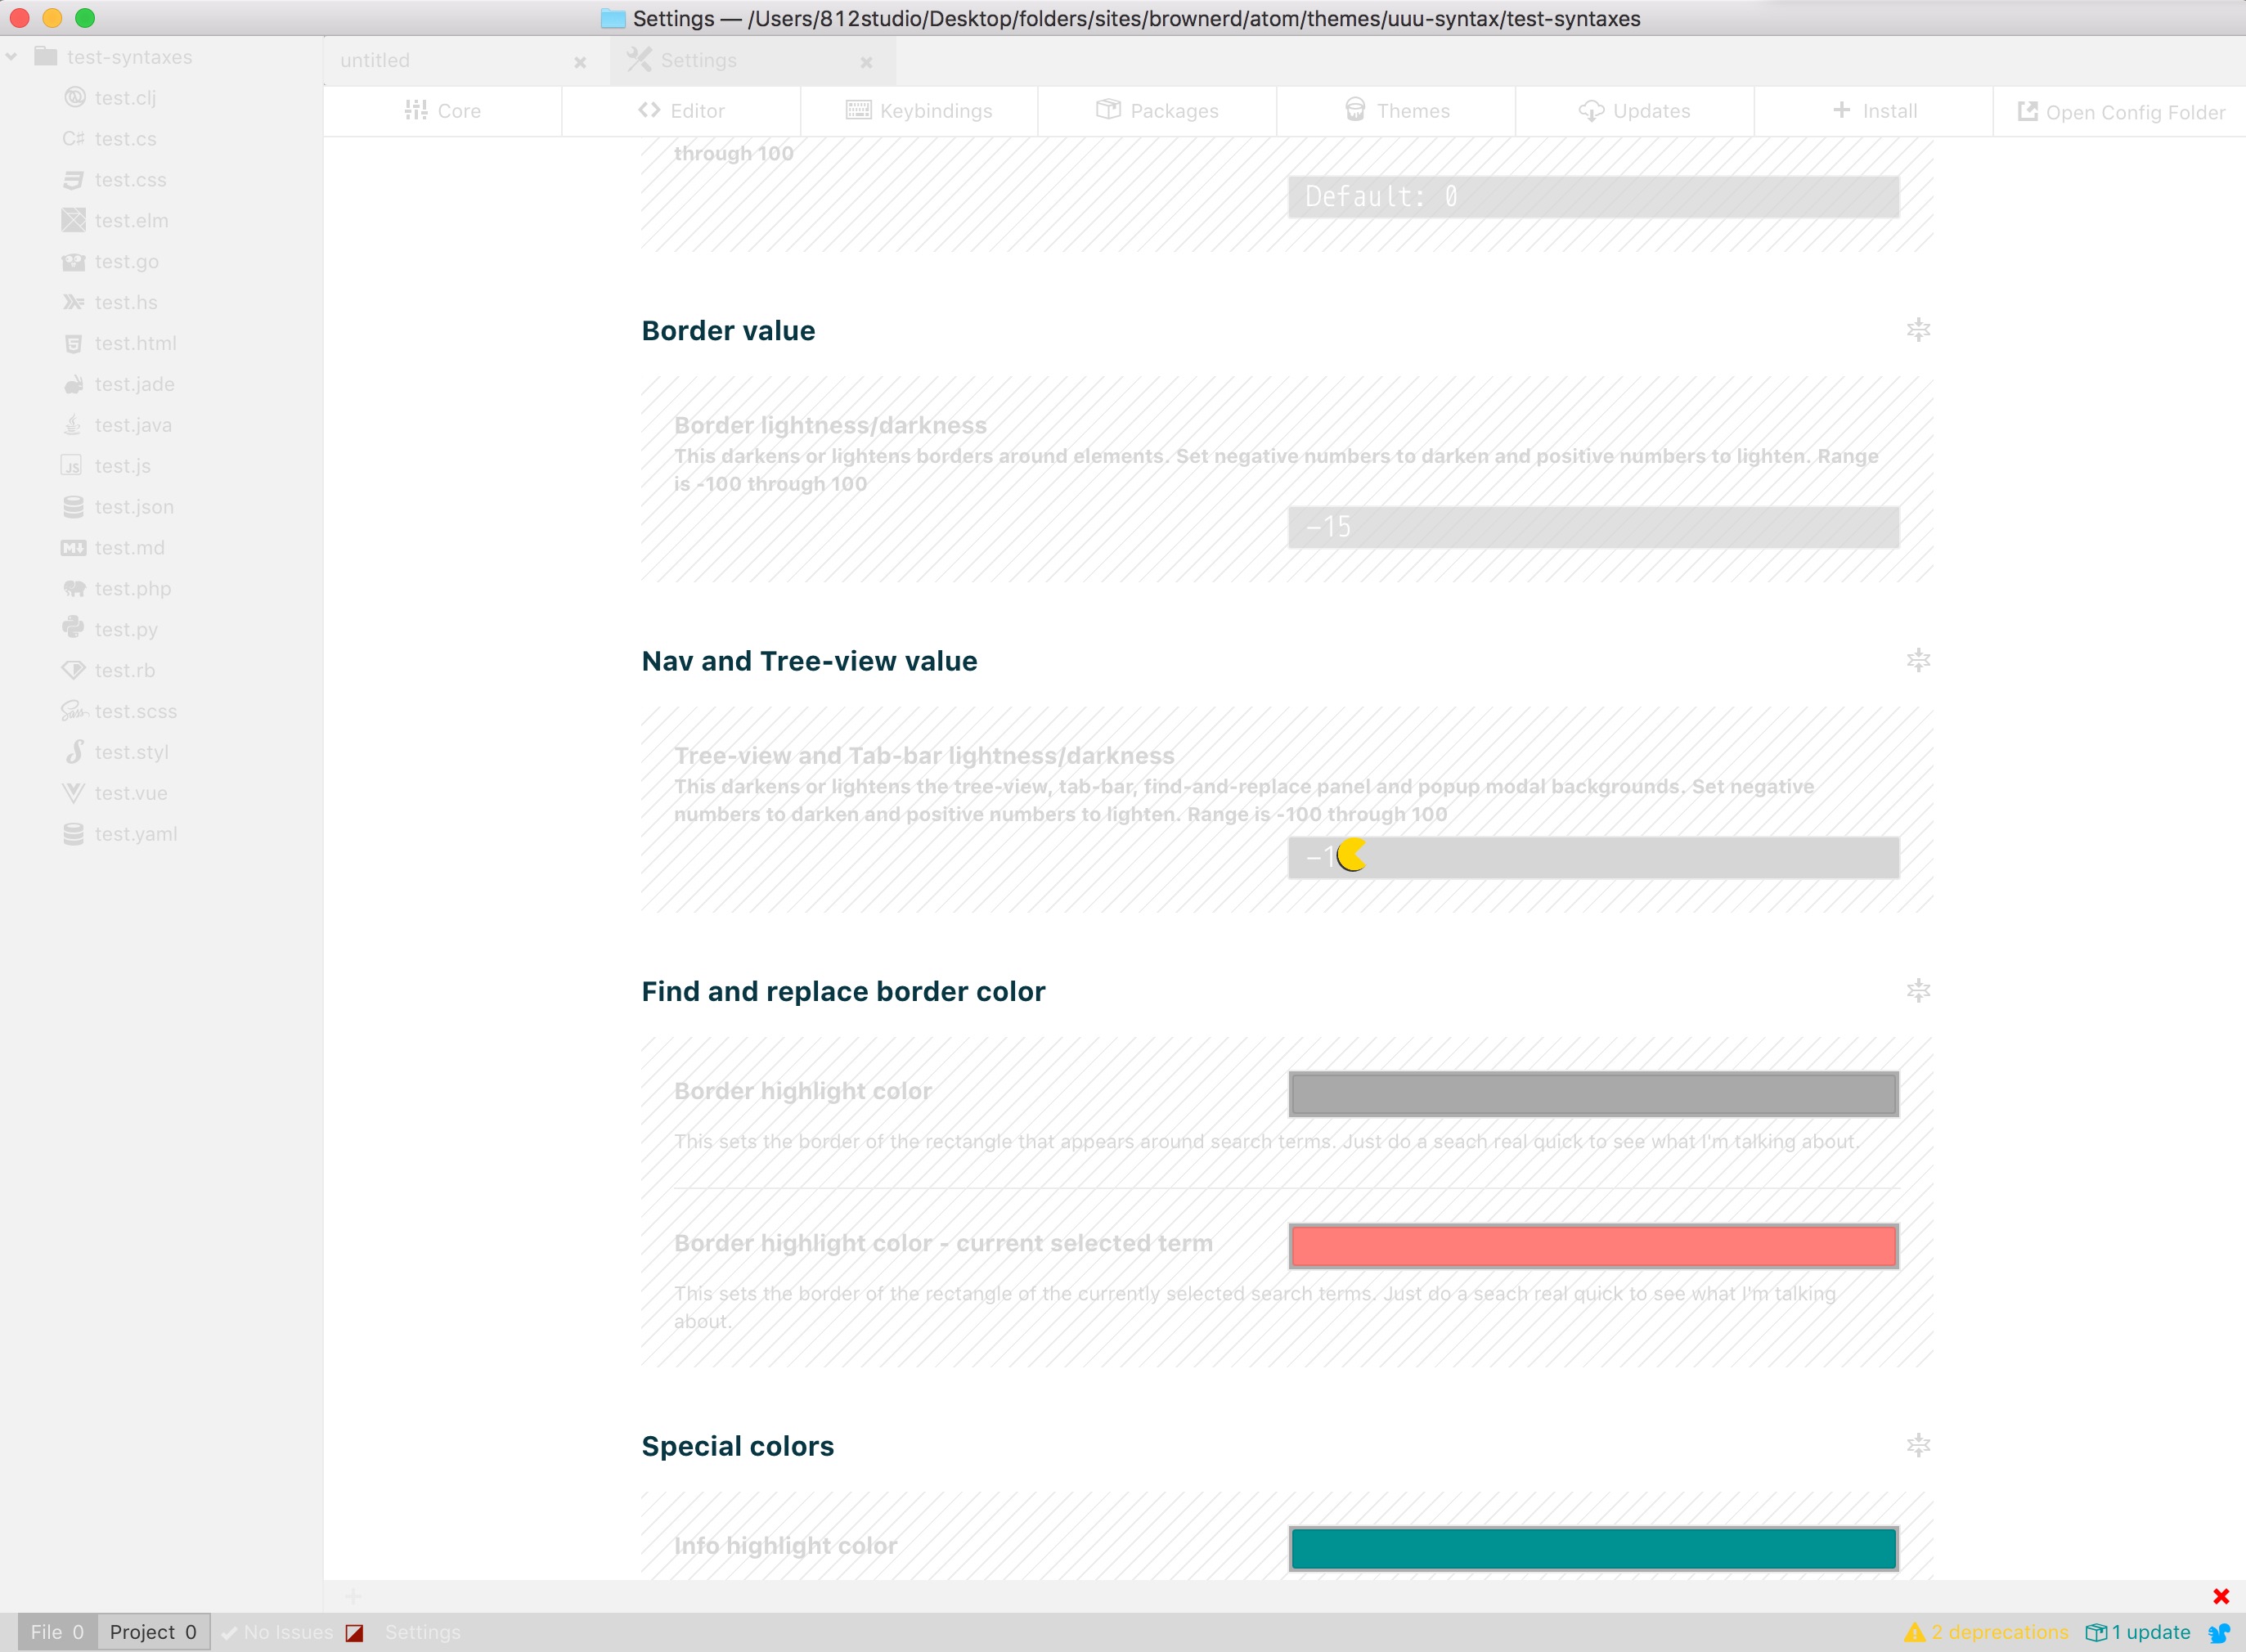 Settings — /Users/812studio/Desktop/folders/sites/brownerd/atom/themes/uuu-syntax/test-syntaxes
test-syntaxes
test.clj
C# test.cs
test.css
test.elm
test.go
test.hs
test.html
test.jade
test.java
JS test.js
test.json
M test.md
test.php
test.py
test.rb
Sass test.scss
test.styl
test.vue
test.yaml
untitled
Settings
Core
Editor
Keybindings
Packages
Themes
Updates
Install
Open Config Folder
through 100
Default: 0
Border value
Border lightness/darkness
This darkens or lightens borders around elements. Set negative numbers to darken and positive numbers to lighten. Range
is -100 through 100
-15
Nav and Tree-view value
Tree-view and Tab-bar lightness/darkness
This darkens or lightens the tree-view, tab-bar, find-and-replace panel and popup modal backgrounds. Set negative
numbers to darken and positive numbers to lighten. Range is -100 through 100
-1
Find and replace border color
Border highlight color
This sets the border of the rectangle that appears around search terms. Just do a seach real quick to see what I'm talking about.
Border highlight color - current selected term
This sets the border of the rectangle of the currently selected search terms. Just do a seach real quick to see what I'm talking
about.
Special colors
Info highlight color
File 0
Project 0
No Issues
Settings
2 deprecations
1 update